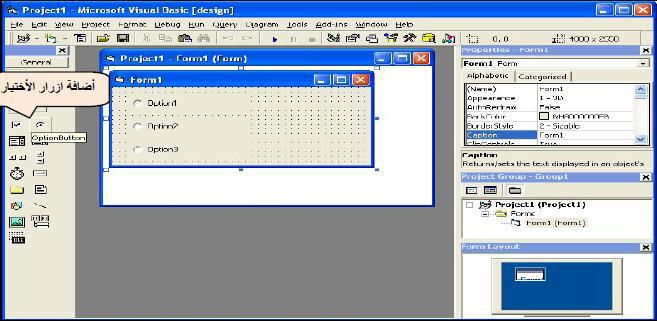 Project1 - Microsoft Visual Basic [design]
File Edit View Project Format Debug Run Query Diagram Tools Add-Ins Window Help
0, 0
4000 x 2550
General
أضافة ازرار الأختيار
OptionButton
Project1 - Form1 (Form)
Form1
Option1
Option2
Option3
Properties - Form1
Form1 Form
Alphabetic Categorized
(Name) Form1
Appearance 1 - 3D
AutoRedraw False
BackColor
BorderStyle 2 - Sizable
Caption Form1
ClipControls True
Caption
Returns/sets the text displayed in an object's
Project Group - Group1
Project1 (Project1)
Forms
Form1 (Form1)
Form Layout
OLE